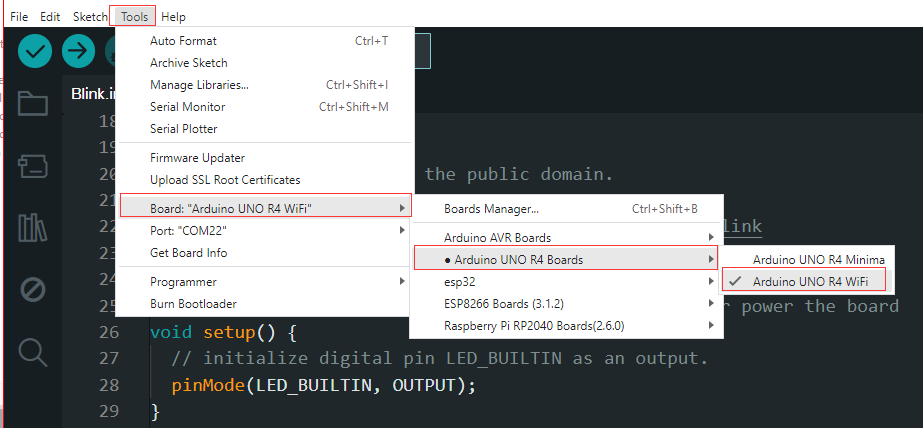 File Edit Sketch Tools Help
Auto Format Ctrl+T
Archive Sketch
Manage Libraries... Ctrl+Shift+I
Serial Monitor Ctrl+Shift+M
Serial Plotter
Firmware Updater
Upload SSL Root Certificates
Board: "Arduino UNO R4 WiFi"
Port: "COM22"
Get Board Info
Programmer
Burn Bootloader
Boards Manager... Ctrl+Shift+B
Arduino AVR Boards
● Arduino UNO R4 Boards
esp32
ESP8266 Boards (3.1.2)
Raspberry Pi RP2040 Boards(2.6.0)
Arduino UNO R4 Minima
✓ Arduino UNO R4 WiFi
Blink.in
18
19
20 the public domain.
21
22 link
23
24
25 power the board
26 void setup() {
27 // initialize digital pin LED_BUILTIN as an output.
28 pinMode(LED_BUILTIN, OUTPUT);
29 }